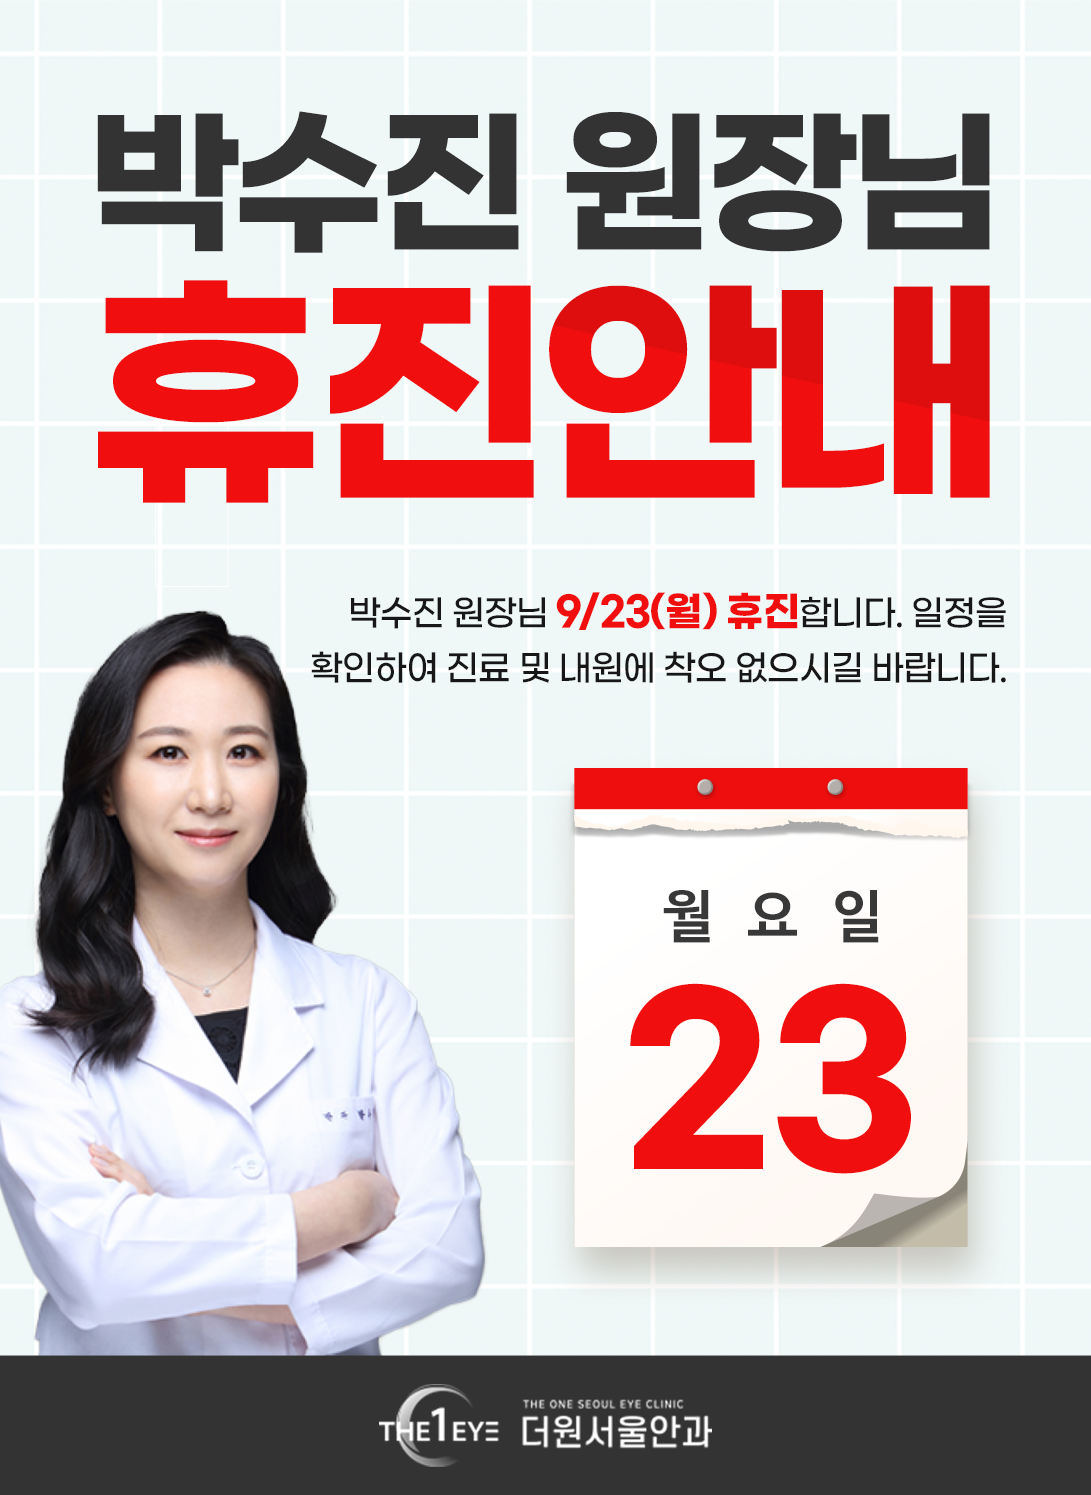 박수진 원장님
휴진안내
박수진 원장님 9/23(월) 휴진합니다. 일정을
확인하여 진료 및 내원에 착오 없으시길 바랍니다.
월 요 일
23
THE1EYE
THE ONE SEOUL EYE CLINIC
더원서울안과